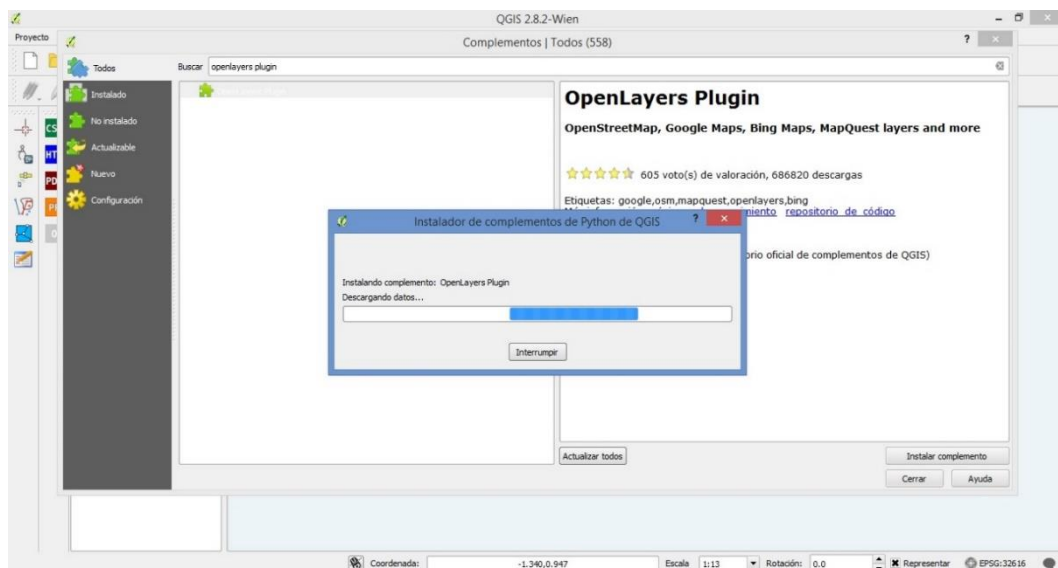 QGIS 2.8.2-Wien
Proyecto
Complementos | Todos (558)
?
Todos
Instalado
No instalado
Actualizable
Nuevo
Configuración
Buscar openlayers plugin
OpenLayers Plugin
OpenStreetMap, Google Maps, Bing Maps, MapQuest layers and more
605 voto(s) de valoración, 686820 descargas
Etiquetas: google,osm,mapquest,openlayers,bing
repositorio de código
oficial de complementos de QGIS)
Instalador de complementos de Python de QGIS
?
Instalando complemento: OpenLayers Plugin
Descargando datos...
Interrumpir
Actualizar todos
Instalar complemento
Cerrar
Ayuda
Coordenada: -1.340,0.947
Escala 1:13
Rotación: 0.0
Representar
EPSG:32616